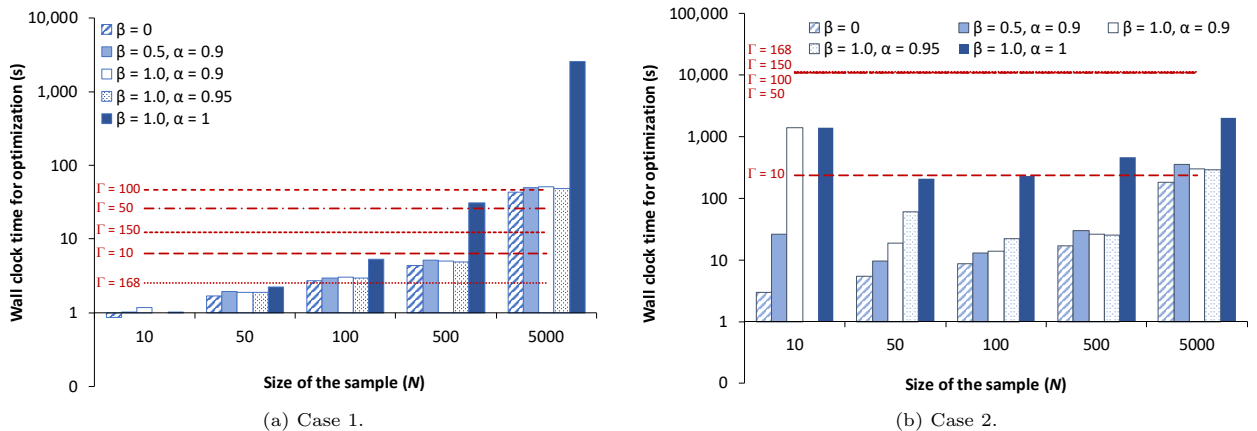 10,000
1,000
100
10
1
0
Wall clock time for optimization (s)
β = 0
β = 0.5, α = 0.9
β = 1.0, α = 0.9
β = 1.0, α = 0.95
β = 1.0, α = 1
Γ = 100
Γ = 50
Γ = 150
Γ = 10
Γ = 168
10 50 100 500 5000
Size of the sample (N)
(a) Case 1.
100,000
10,000
1,000
100
10
1
0
Wall clock time for optimization (s)
β = 0 β = 0.5, α = 0.9 β = 1.0, α = 0.9
β = 1.0, α = 0.95 β = 1.0, α = 1
Γ = 168
Γ = 150
Γ = 100
Γ = 50
Γ = 10
10 50 100 500 5000
Size of the sample (N)
(b) Case 2.